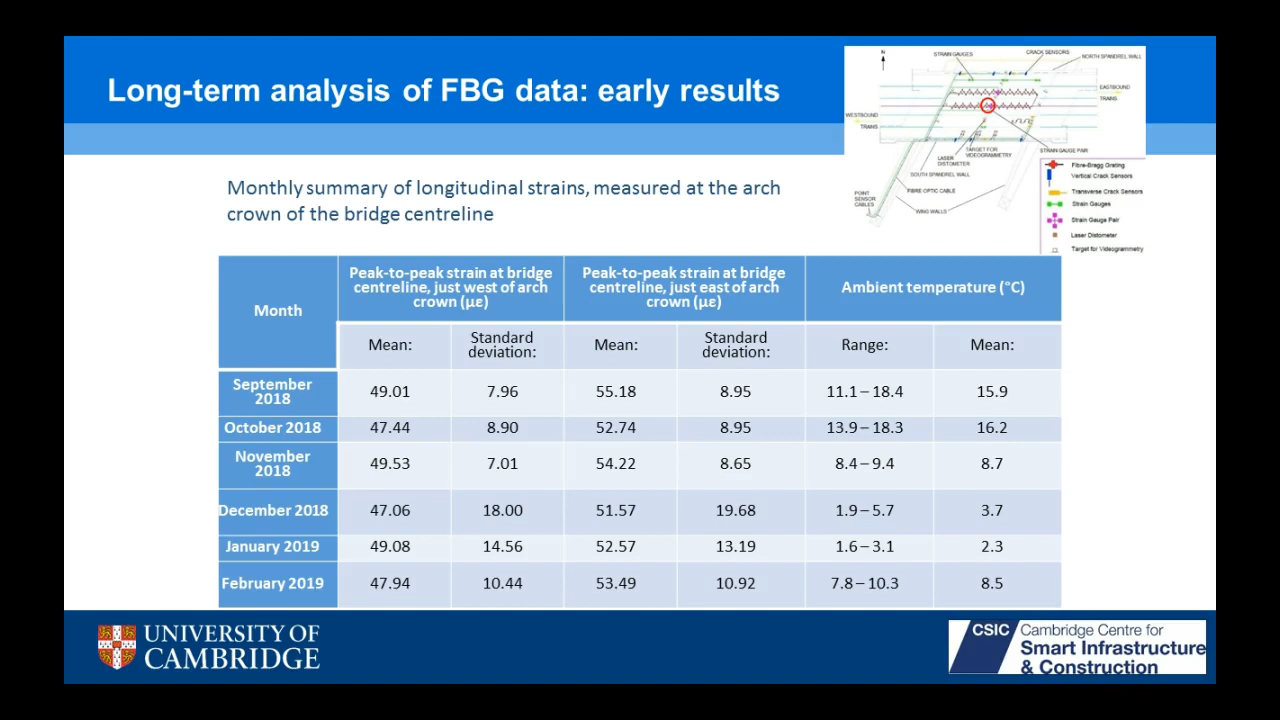 Long-term analysis of FBG data: early results
N
STRAIN GAUGES
CRACK SENSORS
NORTH SPANDREL WALL
EASTBOUND
TRAINS
WESTBOUND
TRAINS
LASER
DISTOMETER
TARGET FOR
VIDEOGRAMMETRY
STRAIN GAUGE PAIR
SOUTH SPANDREL WALL
FIBRE OPTIC CABLE
POINT
SENSOR
CABLES
WING WALLS
Fibre-Bragg Grating
Vertical Crack Sensors
Transverse Crack Sensors
Strain Gauges
Strain Gauge Pair
Laser Distometer
Target for Videogrammetry
Monthly summary of longitudinal strains, measured at the arch
crown of the bridge centreline
Month
Peak-to-peak strain at bridge
centreline, just west of arch
crown (µε)
Peak-to-peak strain at bridge
centreline, just east of arch
crown (µε)
Ambient temperature (°C)
Mean:
Standard
deviation:
Mean:
Standard
deviation:
Range:
Mean:
September
2018
49.01 7.96 55.18 8.95 11.1 – 18.4 15.9
October 2018 47.44 8.90 52.74 8.95 13.9 – 18.3 16.2
November
2018
49.53 7.01 54.22 8.65 8.4 – 9.4 8.7
December 2018 47.06 18.00 51.57 19.68 1.9 – 5.7 3.7
January 2019 49.08 14.56 52.57 13.19 1.6 – 3.1 2.3
February 2019 47.94 10.44 53.49 10.92 7.8 – 10.3 8.5
UNIVERSITY OF
CAMBRIDGE
CSIC
Cambridge Centre for
Smart Infrastructure
& Construction